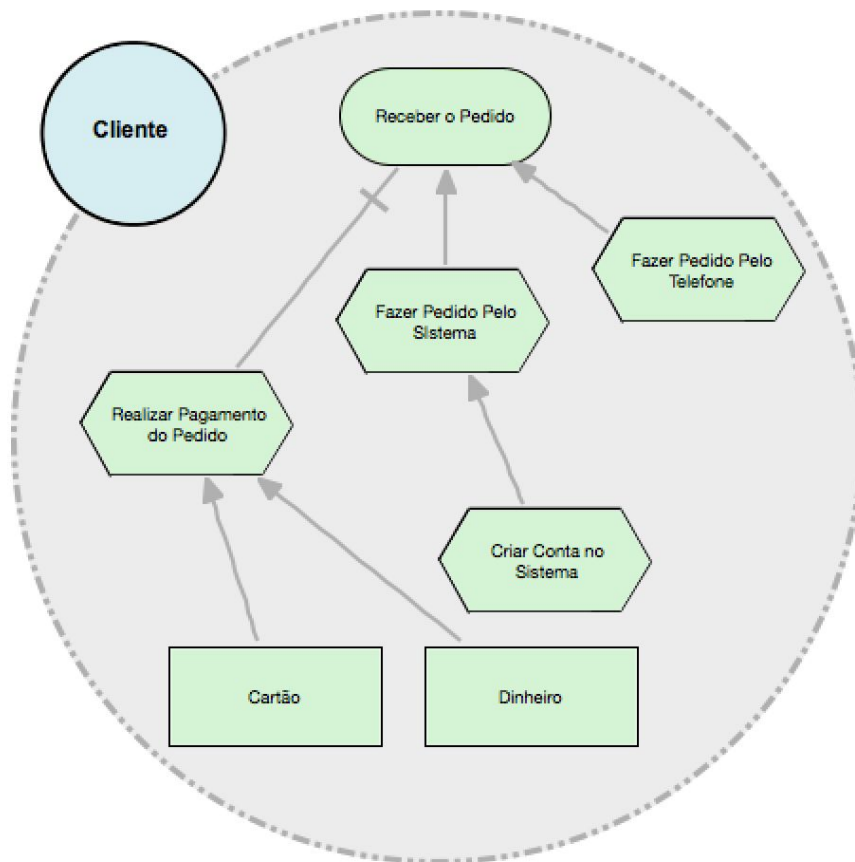 Cliente
Receber o Pedido
Fazer Pedido Pelo
Telefone
Fazer Pedido Pelo
Sistema
Realizar Pagamento
do Pedido
Criar Conta no
Sistema
Cartão
Dinheiro